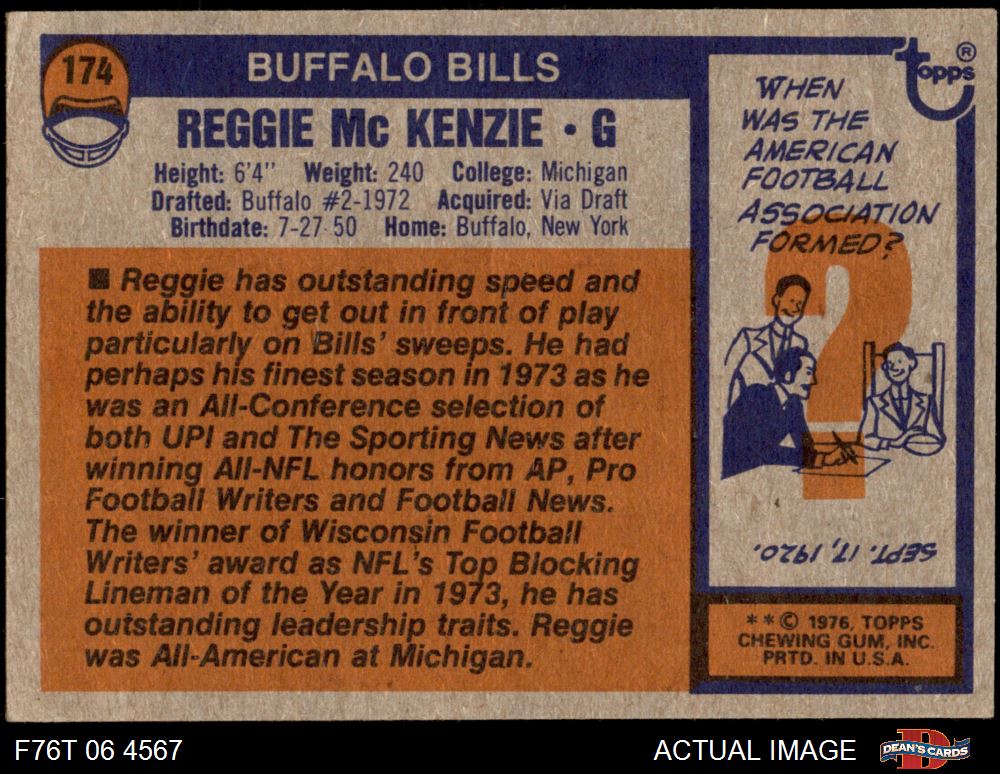 174
BUFFALO BILLS
REGGIE Mc KENZIE • G
Height: 6'4" Weight: 240 College: Michigan
Drafted: Buffalo #2-1972 Acquired: Via Draft
Birthdate: 7-27-50 Home: Buffalo, New York
■ Reggie has outstanding speed and
the ability to get out in front of play
particularly on Bills' sweeps. He had
perhaps his finest season in 1973 as he
was an All-Conference selection of
both UPI and The Sporting News after
winning All-NFL honors from AP, Pro
Football Writers and Football News.
The winner of Wisconsin Football
Writers' award as NFL's Top Blocking
Lineman of the Year in 1973, he has
outstanding leadership traits. Reggie
was All-American at Michigan.
topps®
WHEN
WAS THE
AMERICAN
FOOTBALL
ASSOCIATION
FORMED?
?
SEPT. 17, 1920.
**© 1976, TOPPS
CHEWING GUM, INC.
PRTD. IN U.S.A.
F76T 06 4567
ACTUAL IMAGE
DEAN'S CARDS